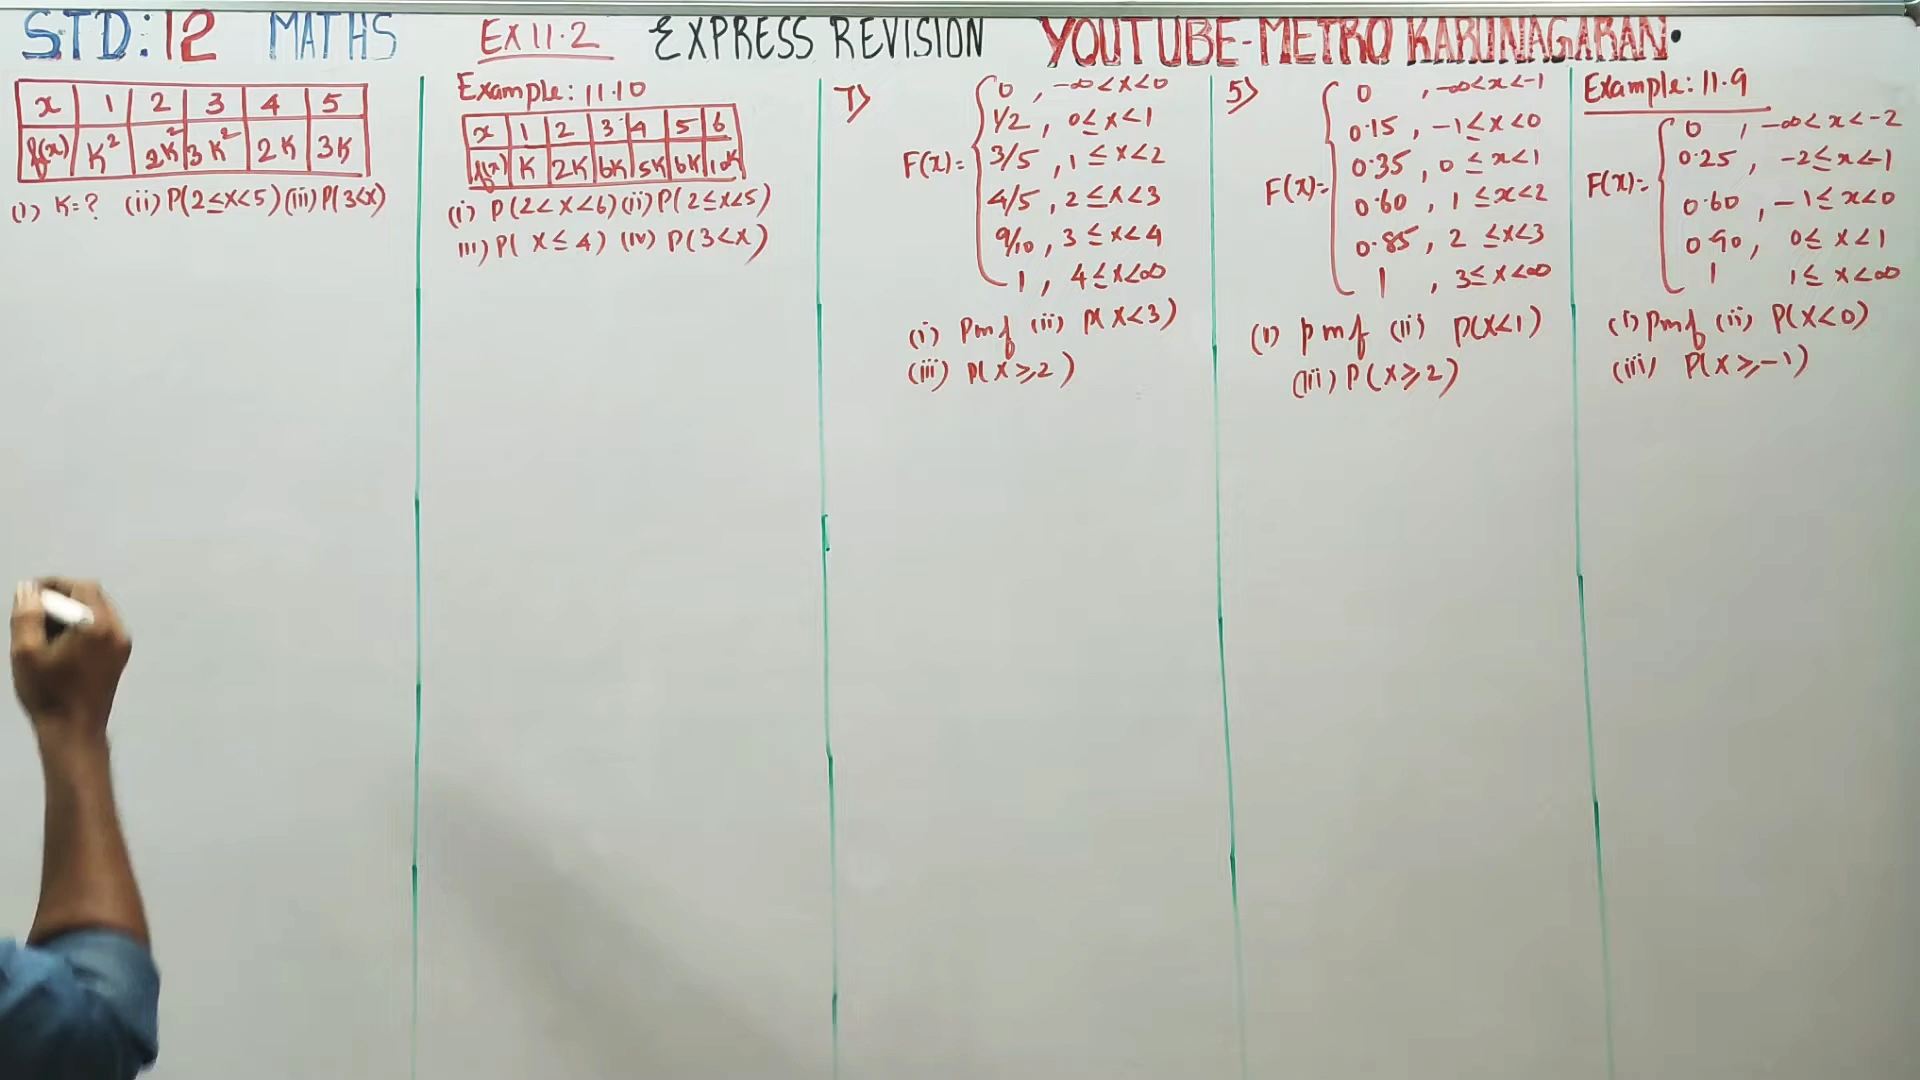 STD: 12 MATHS EX 11.2 EXPRESS REVISION YOUTUBE-METRO KARUNAGARAN.
x 1 2 3 4 5
f(x) K² 2K² 3K² 2K 3K
(i) K=? (ii) P(2≤X<5) (iii) P(3<X)
Example: 11.10
x 1 2 3 4 5 6
f(x) K 2K 6K 5K 6K 10K
(i) P(2<X<6) (ii) P(2≤X<5)
iii) P(X≤4) (iv) P(3<X)
7)
F(x)=
0, -∞<X<0
1/2, 0≤X<1
3/5, 1≤X<2
4/5, 2≤X<3
9/10, 3≤X<4
1, 4≤X<∞
(i) Pmf (ii) P(X<3)
(iii) P(X≥2)
5)
F(x)=
0, -∞<x<-1
0.15, -1≤x<0
0.35, 0≤x<1
0.60, 1≤x<2
0.85, 2≤x<3
1, 3≤x<∞
(i) pmf (ii) P(X<1)
(iii) P(X≥2)
Example: 11.9
F(x)=
0, -∞<x<-2
0.25, -2≤x<-1
0.60, -1≤x<0
0.90, 0≤x<1
1 1≤x<∞
(i) pmf (ii) P(X<0)
(iii) P(X≥-1)